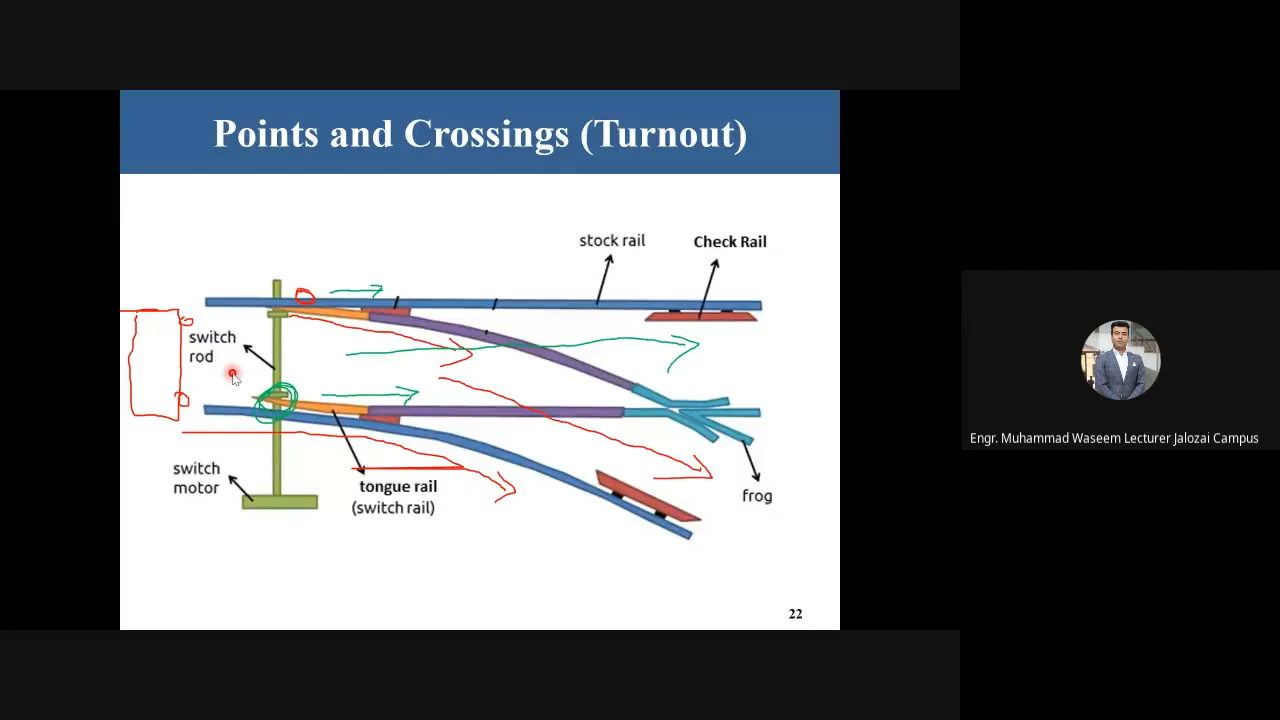 Points and Crossings (Turnout)
stock rail
Check Rail
switch
rod
switch
motor
tongue rail
(switch rail)
frog
22
Engr. Muhammad Waseem Lecturer Jalozai Campus